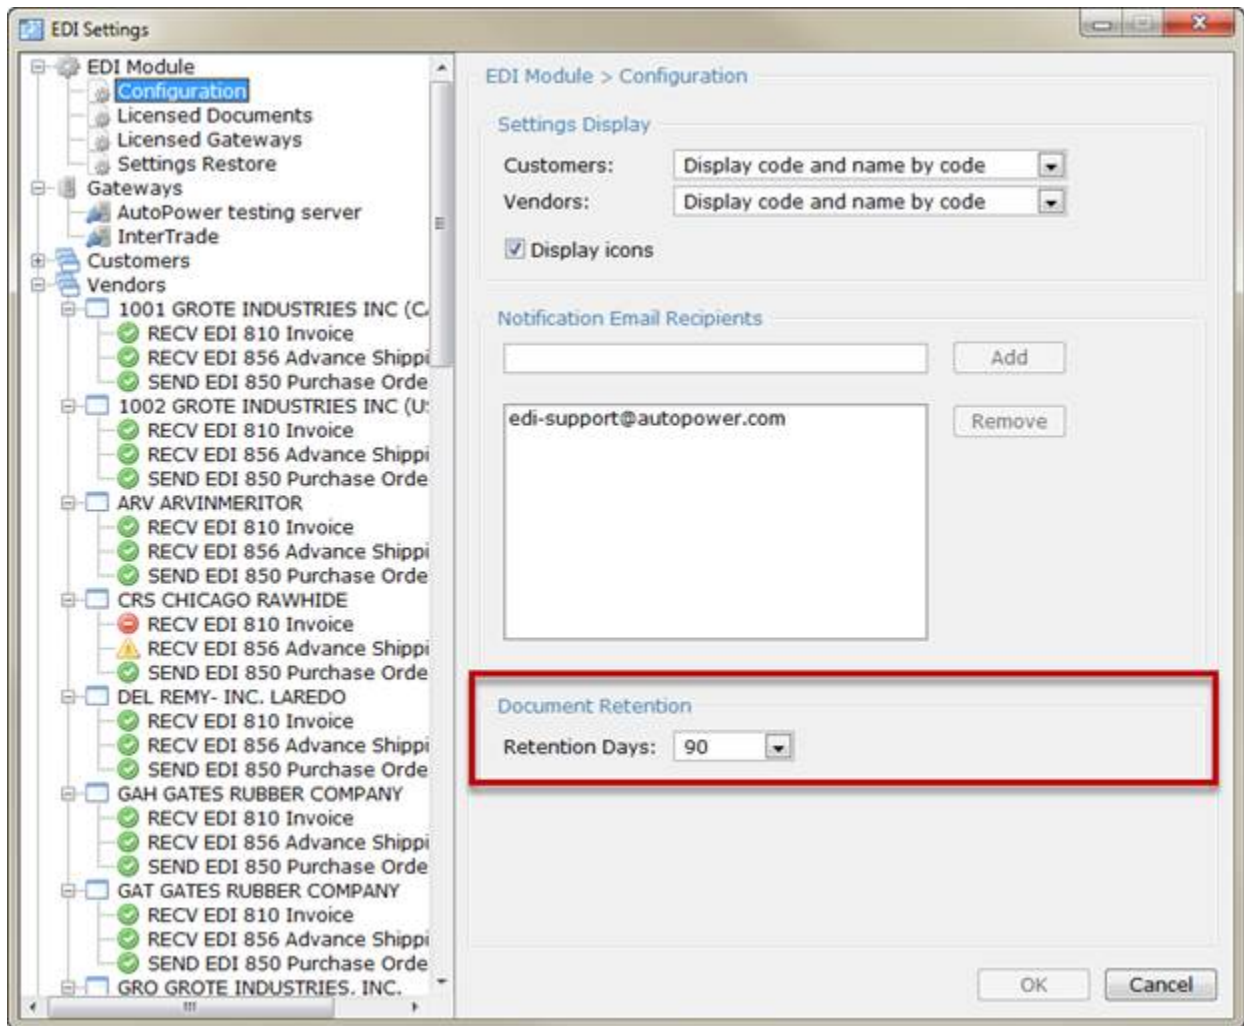 EDI Settings
EDI Module
Configuration
Licensed Documents
Licensed Gateways
Settings Restore
Gateways
AutoPower testing server
InterTrade
Customers
Vendors
1001 GROTE INDUSTRIES INC (CA
RECV EDI 810 Invoice
RECV EDI 856 Advance Shippi
SEND EDI 850 Purchase Orde
1002 GROTE INDUSTRIES INC (US
RECV EDI 810 Invoice
RECV EDI 856 Advance Shippi
SEND EDI 850 Purchase Orde
ARV ARVINMERITOR
RECV EDI 810 Invoice
RECV EDI 856 Advance Shippi
SEND EDI 850 Purchase Orde
CRS CHICAGO RAWHIDE
RECV EDI 810 Invoice
RECV EDI 856 Advance Shippi
SEND EDI 850 Purchase Orde
DEL REMY- INC. LAREDO
RECV EDI 810 Invoice
RECV EDI 856 Advance Shippi
SEND EDI 850 Purchase Orde
GAH GATES RUBBER COMPANY
RECV EDI 810 Invoice
RECV EDI 856 Advance Shippi
SEND EDI 850 Purchase Orde
GAT GATES RUBBER COMPANY
RECV EDI 810 Invoice
RECV EDI 856 Advance Shippi
SEND EDI 850 Purchase Orde
GRO GROTE INDUSTRIES, INC.
EDI Module > Configuration
Settings Display
Customers: Display code and name by code
Vendors: Display code and name by code
Display icons
Notification Email Recipients
Add
edi-support@autopower.com
Remove
Document Retention
Retention Days: 90
OK Cancel